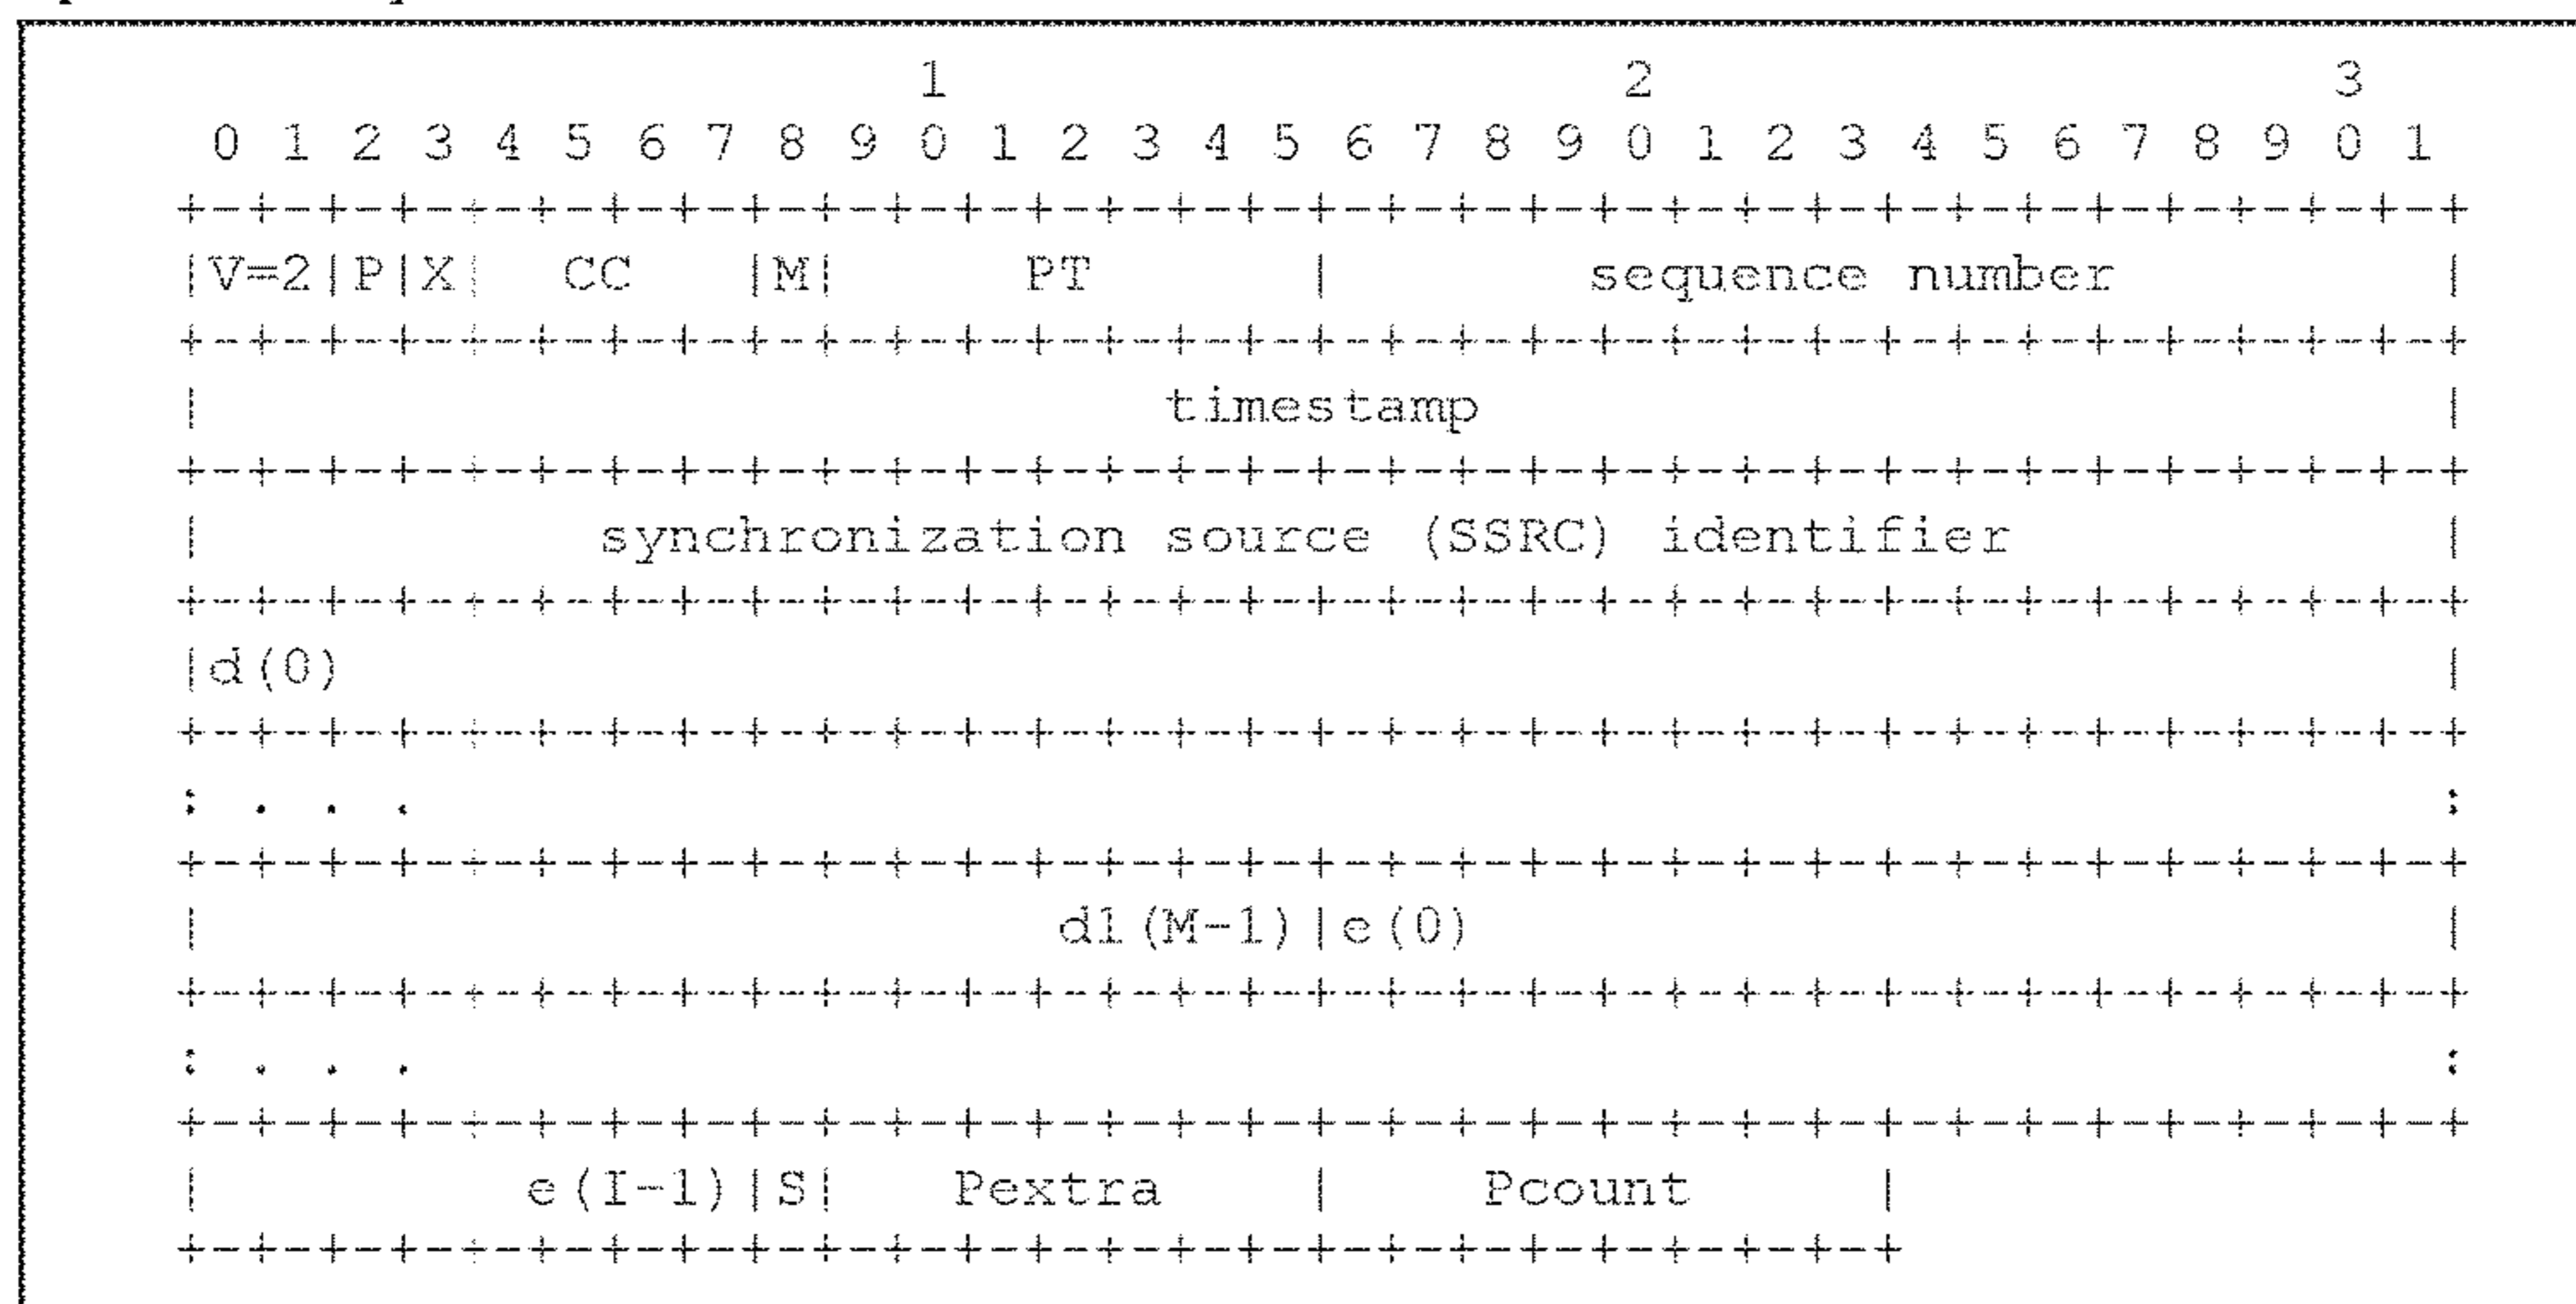 1                   2                   3
 0 1 2 3 4 5 6 7 8 9 0 1 2 3 4 5 6 7 8 9 0 1 2 3 4 5 6 7 8 9 0 1
+-+-+-+-+-+-+-+-+-+-+-+-+-+-+-+-+-+-+-+-+-+-+-+-+-+-+-+-+-+-+-+-+
|V=2|P|X|  CC   |M|     PT      |       sequence number         |
+-+-+-+-+-+-+-+-+-+-+-+-+-+-+-+-+-+-+-+-+-+-+-+-+-+-+-+-+-+-+-+-+
|                           timestamp                           |
+-+-+-+-+-+-+-+-+-+-+-+-+-+-+-+-+-+-+-+-+-+-+-+-+-+-+-+-+-+-+-+-+
|           synchronization source (SSRC) identifier            |
+-+-+-+-+-+-+-+-+-+-+-+-+-+-+-+-+-+-+-+-+-+-+-+-+-+-+-+-+-+-+-+-+
|d(0)                                                           |
+-+-+-+-+-+-+-+-+-+-+-+-+-+-+-+-+-+-+-+-+-+-+-+-+-+-+-+-+-+-+-+-+
: . . .                                                         :
+-+-+-+-+-+-+-+-+-+-+-+-+-+-+-+-+-+-+-+-+-+-+-+-+-+-+-+-+-+-+-+-+
|                        d1(M-1)|e(0)                           |
+-+-+-+-+-+-+-+-+-+-+-+-+-+-+-+-+-+-+-+-+-+-+-+-+-+-+-+-+-+-+-+-+
: . . .                                                         :
+-+-+-+-+-+-+-+-+-+-+-+-+-+-+-+-+-+-+-+-+-+-+-+-+-+-+-+-+-+-+-+-+
|         e(I-1)|S|   Pextra    |    Pcount     |
+-+-+-+-+-+-+-+-+-+-+-+-+-+-+-+-+-+-+-+-+-+-+-+-+